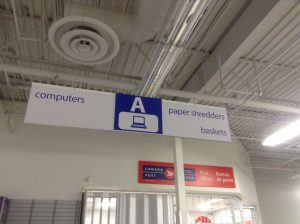 computers
A
paper shredders
baskets
CANADA
POST
POSTES
CANADA
Post
Office
Bureau
de poste